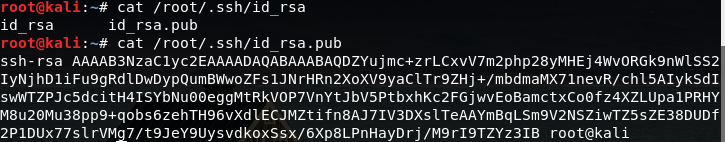 root@kali:~# cat /root/.ssh/id_rsa
id_rsa      id_rsa.pub
root@kali:~# cat /root/.ssh/id_rsa.pub
ssh-rsa AAAAB3NzaC1yc2EAAAADAQABAAABAQDZYujmc+zrLCxvV7m2php28yMHEj4WvORGk9nWlSS2
IyNjhD1iFu9gRdlDwDypQumBWwoZFs1JNrHRn2XoXV9yaClTr9ZHj+/mbdmaMX71nevR/chl5AIykSdI
swWTZPJc5dcitH4ISYbNu00eggMtRkVOP7VnYtJbV5PtbxhKc2FGjwvEoBamctxCo0fz4XZLUpa1PRHY
M8u20Mu38pp9+qobs6zehTH96vXdlECJMZtifn8AJ7IV3DXslTeAAYmBqLSm9V2NSZiwTZ5sZE38DUDf
2P1DUx77slrVMg7/t9JeY9UysvdkoxSsx/6Xp8LPnHayDrj/M9rI9TZYz3IB root@kali